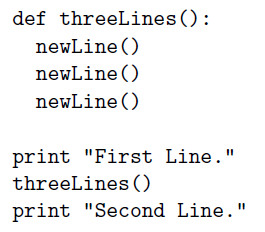 def threeLines():
  newLine()
  newLine()
  newLine()

print "First Line."
threeLines()
print "Second Line."